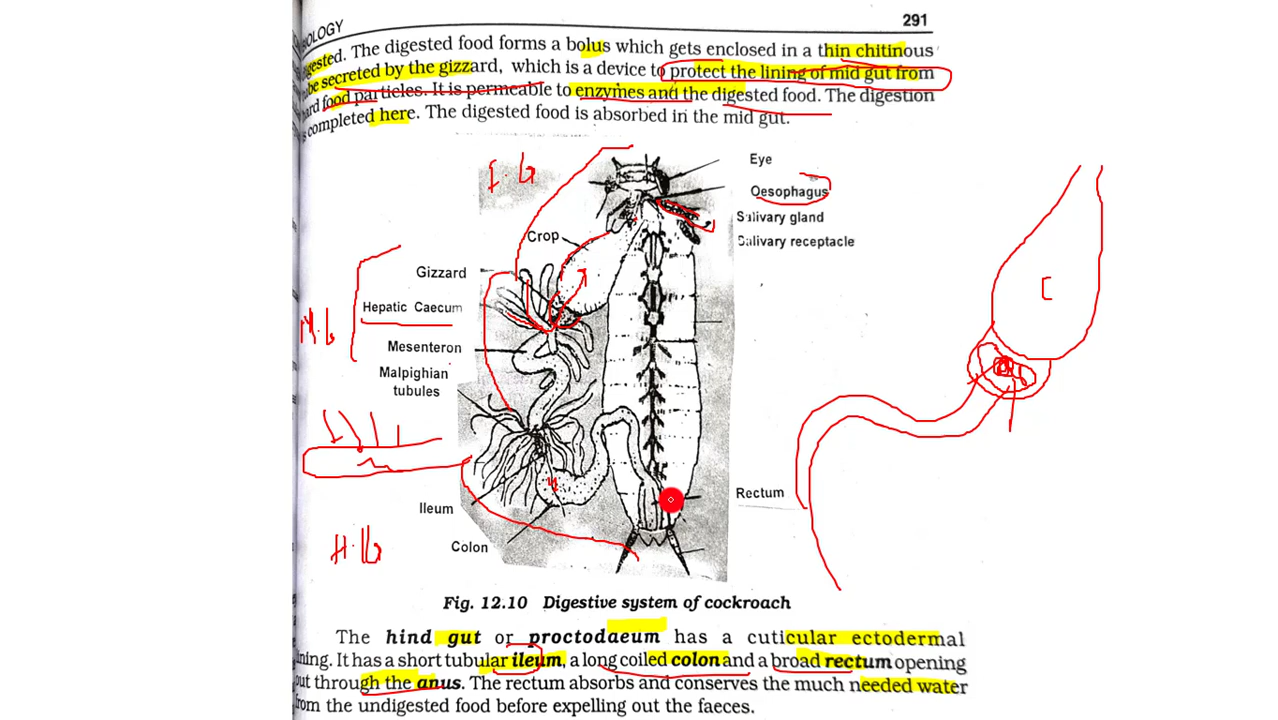 291
BIOLOGY
gested. The digested food forms a bolus which gets enclosed in a thin chitinous
be secreted by the gizzard, which is a device to protect the lining of mid gut from
hard food particles. It is permeable to enzymes and the digested food. The digestion
s completed here. The digested food is absorbed in the mid gut.
Eye
Oesophagus
Salivary gland
Salivary receptacle
Crop
Gizzard
Hepatic Caecum
Mesenteron
Malpighian
tubules
Ileum
Colon
Rectum
M.G
H.G
Fig. 12.10 Digestive system of cockroach
The hind gut or proctodaeum has a cuticular ectodermal
ning. It has a short tubular ileum, a long coiled colon and a broad rectum opening
out through the anus. The rectum absorbs and conserves the much needed water
from the undigested food before expelling out the faeces.